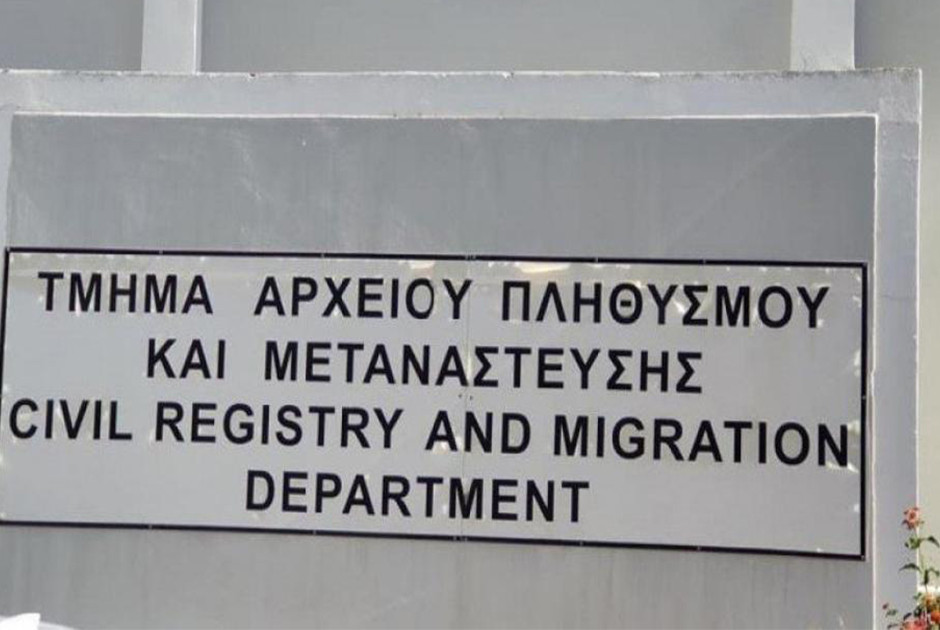 ΤΜΗΜΑ ΑΡΧΕΙΟΥ ΠΛΗΘΥΣΜΟΥ
ΚΑΙ ΜΕΤΑΝΑΣΤΕΥΣΗΣ
CIVIL REGISTRY AND MIGRATION
DEPARTMENT